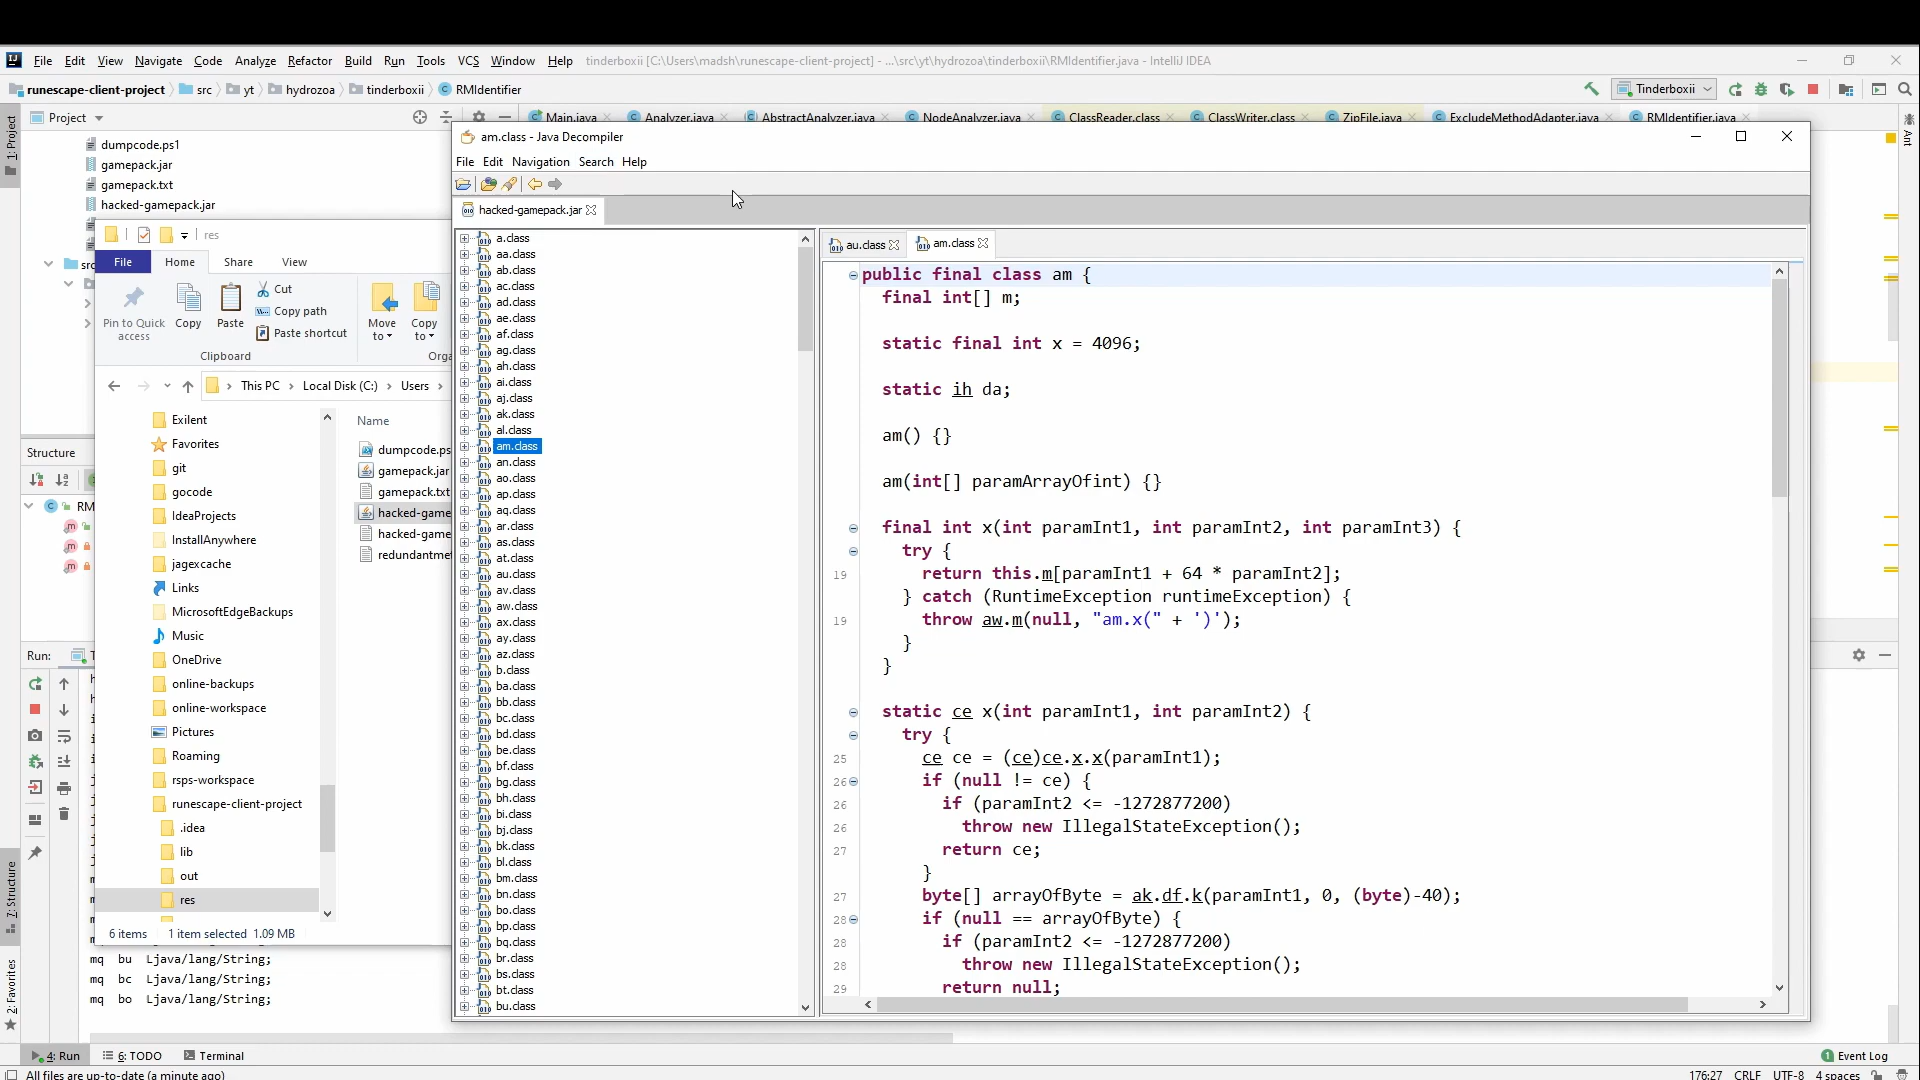 File Edit View Navigate Code Analyze Refactor Build Run Tools VCS Window Help tinderboxii [C:\Users\madsh\runescape-client-project] - ...\src\yt\hydrozoa\tinderboxii\RMIdentifier.java - IntelliJ IDEA
runescape-client-project src yt hydrozoa tinderboxii RMIdentifier Tinderboxii
Project Main.java Analyzer.java AbstractAnalyzer.java NodeAnalyzer.java ClassReader.class ClassWriter.class ZipFile.java ExcludeMethodAdapter.java RMIdentifier.java
1: Project
Ant
dumpcode.ps1
gamepack.jar
gamepack.txt
hacked-gamepack.jar
src
Structure
RM
Run:
res
File Home Share View
Pin to Quick access
Copy
Paste
Cut
Copy path
Paste shortcut
Move to
Copy to
Clipboard
Orga
This PC Local Disk (C:) Users
Exilent
Favorites
git
gocode
IdeaProjects
InstallAnywhere
jagexcache
Links
MicrosoftEdgeBackups
Music
OneDrive
online-backups
online-workspace
Pictures
Roaming
rsps-workspace
runescape-client-project
.idea
lib
out
res
Name
dumpcode.ps
gamepack.jar
gamepack.txt
hacked-game
hacked-game
redundantme
6 items 1 item selected 1.09 MB
mq bu Ljava/lang/String;
mq bc Ljava/lang/String;
mq bo Ljava/lang/String;
am.class - Java Decompiler
File Edit Navigation Search Help
hacked-gamepack.jar
a.class
aa.class
ab.class
ac.class
ad.class
ae.class
af.class
ag.class
ah.class
ai.class
aj.class
ak.class
al.class
am.class
an.class
ao.class
ap.class
aq.class
ar.class
as.class
at.class
au.class
av.class
aw.class
ax.class
ay.class
az.class
b.class
ba.class
bb.class
bc.class
bd.class
be.class
bf.class
bg.class
bh.class
bi.class
bj.class
bk.class
bl.class
bm.class
bn.class
bo.class
bp.class
bq.class
br.class
bs.class
bt.class
bu.class
au.class am.class
public final class am {
final int[] m;
static final int x = 4096;
static ih da;
am() {}
am(int[] paramArrayOfint) {}
final int x(int paramInt1, int paramInt2, int paramInt3) {
try {
19 return this.m[paramInt1 + 64 * paramInt2];
} catch (RuntimeException runtimeException) {
19 throw aw.m(null, "am.x(" + ')');
}
}
static ce x(int paramInt1, int paramInt2) {
try {
25 ce ce = (ce)ce.x.x(paramInt1);
26 if (null != ce) {
26 if (paramInt2 <= -1272877200)
26 throw new IllegalStateException();
27 return ce;
}
27 byte[] arrayOfByte = ak.df.k(paramInt1, 0, (byte)-40);
28 if (null == arrayOfByte) {
28 if (paramInt2 <= -1272877200)
28 throw new IllegalStateException();
29 return null;
7: Structure
2: Favorites
4: Run 6: TODO Terminal Event Log
All files are up-to-date (a minute ago) 176:27 CRLF UTF-8 4 spaces